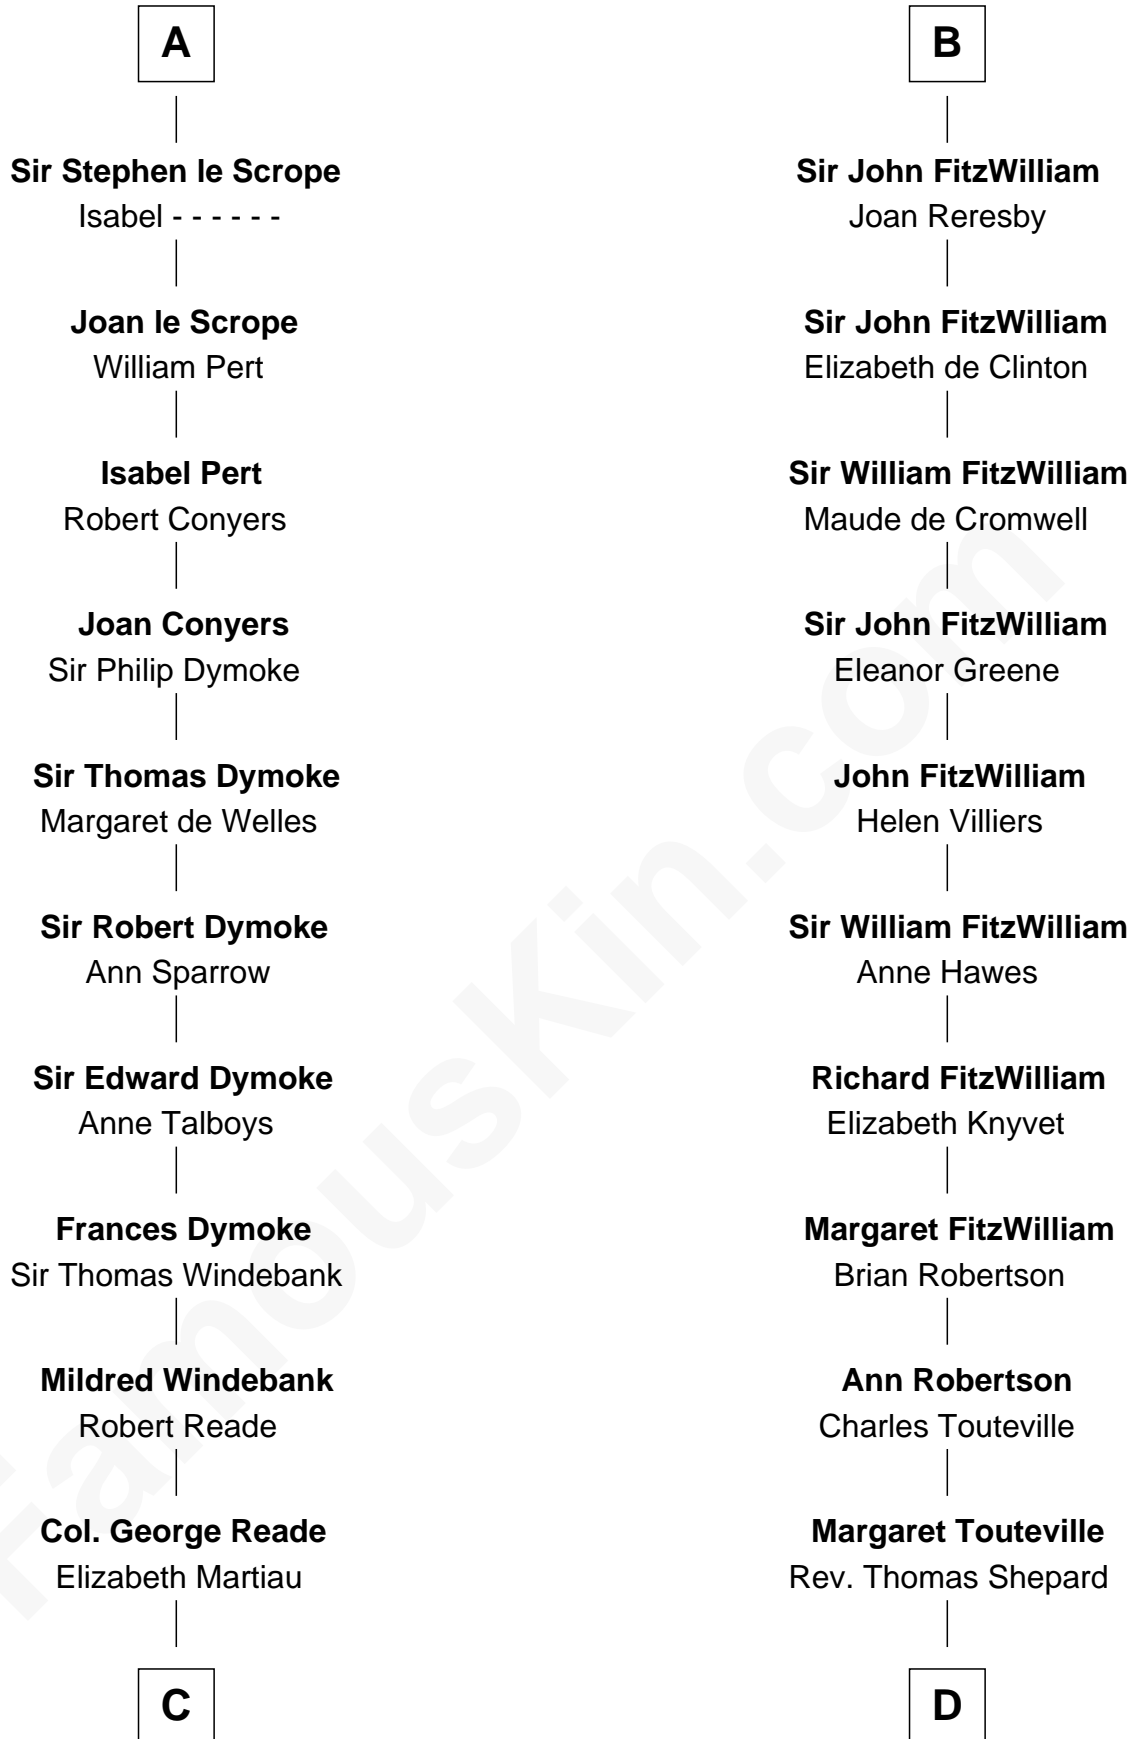 A
Sir Stephen le Scrope
Isabel - - - - - -
Joan le Scrope
William Pert
Isabel Pert
Robert Conyers
Joan Conyers
Sir Philip Dymoke
Sir Thomas Dymoke
Margaret de Welles
Sir Robert Dymoke
Ann Sparrow
Sir Edward Dymoke
Anne Talboys
Frances Dymoke
Sir Thomas Windebank
Mildred Windebank
Robert Reade
Col. George Reade
Elizabeth Martiau
C
B
Sir John FitzWilliam
Joan Reresby
Sir John FitzWilliam
Elizabeth de Clinton
Sir William FitzWilliam
Maude de Cromwell
Sir John FitzWilliam
Eleanor Greene
John FitzWilliam
Helen Villiers
Sir William FitzWilliam
Anne Hawes
Richard FitzWilliam
Elizabeth Knyvet
Margaret FitzWilliam
Brian Robertson
Ann Robertson
Charles Touteville
Margaret Touteville
Rev. Thomas Shepard
D
FamousKin.com